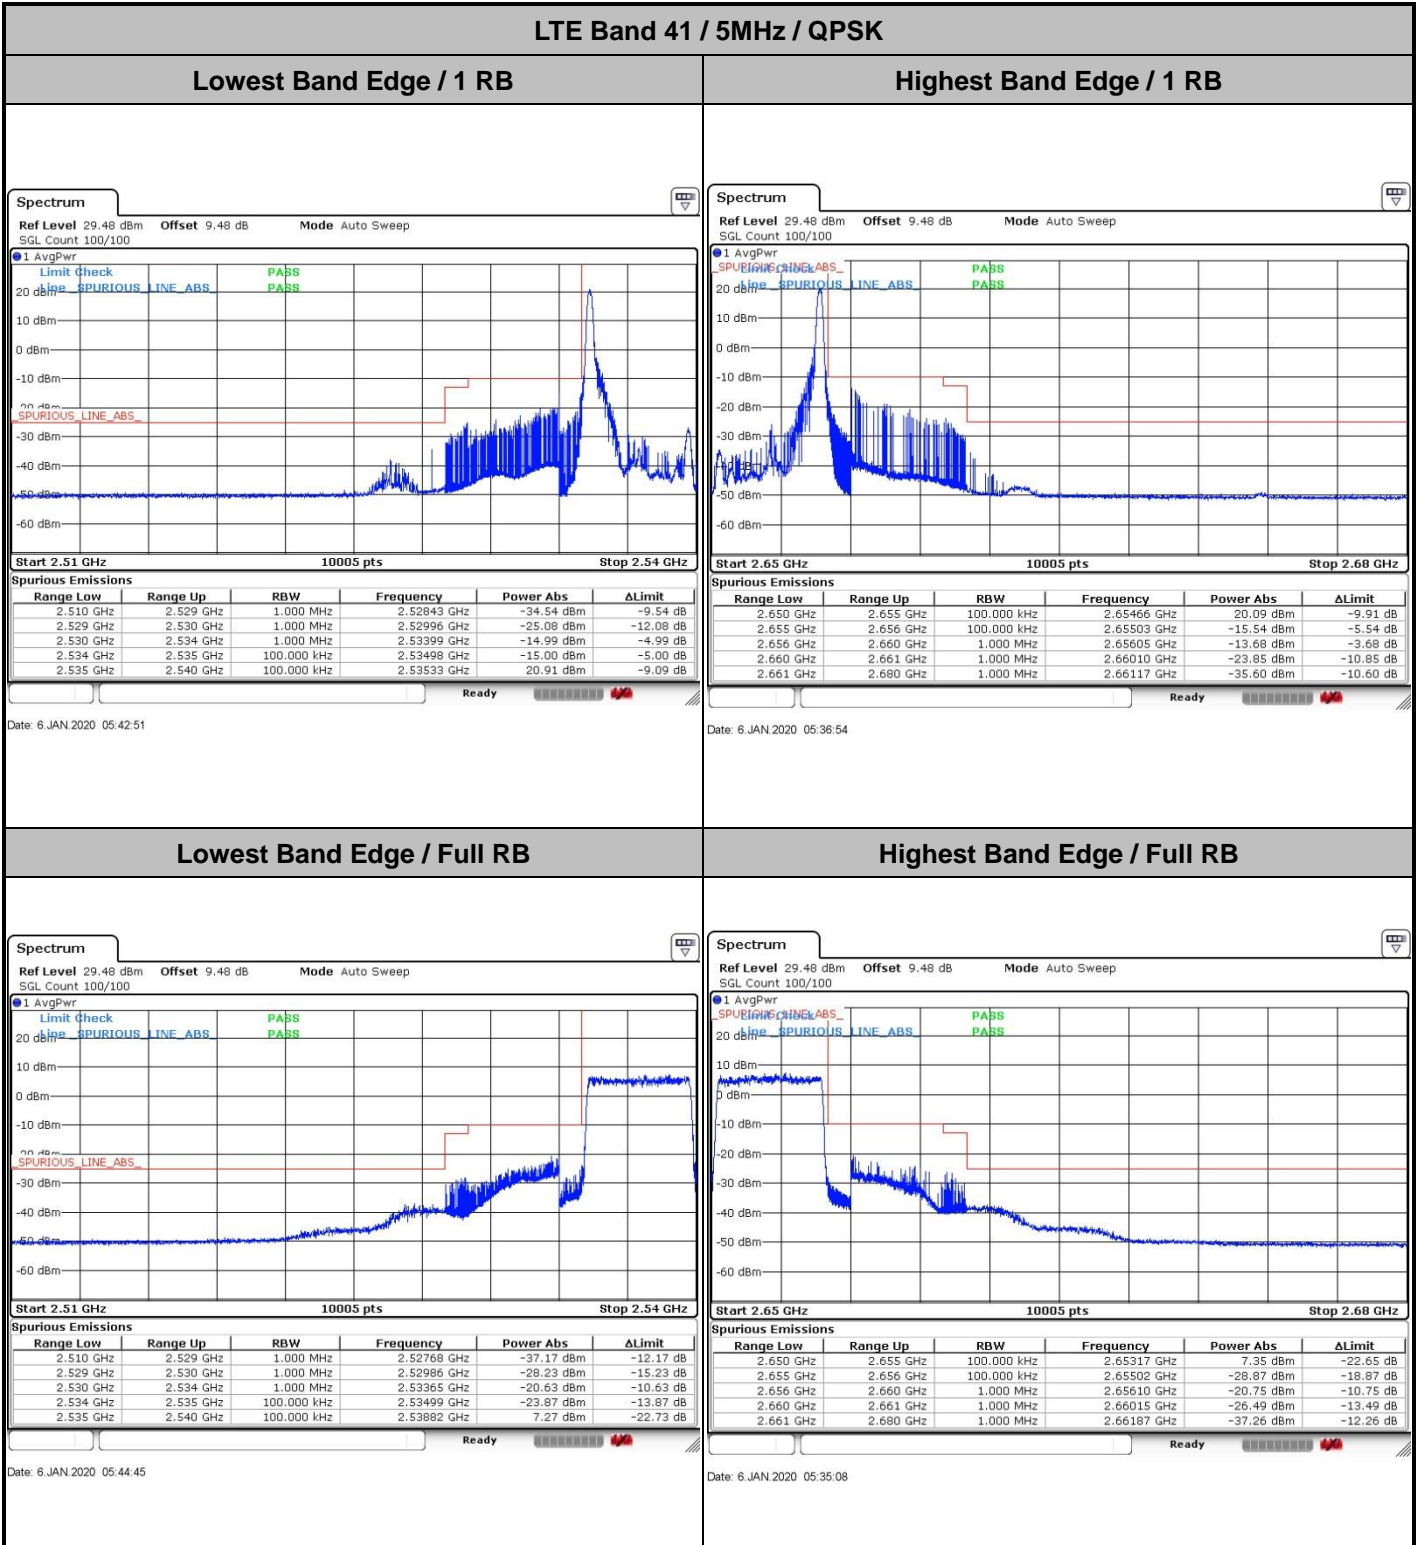 LTE Band 41 / 5MHz / QPSK
Lowest Band Edge / 1 RB
Highest Band Edge / 1 RB
Spectrum
Ref Level 29.48 dBm Offset 9.48 dB Mode Auto Sweep
SGL Count 100/100
1 AvgPwr
Limit Check PASS
Line _SPURIOUS_LINE_ABS_ PASS
20 dBm
10 dBm
0 dBm
-10 dBm
-20 dBm
_SPURIOUS_LINE_ABS_
-30 dBm
-40 dBm
-50 dBm
-60 dBm
Start 2.51 GHz 10005 pts Stop 2.54 GHz
Spurious Emissions
Range Low Range Up RBW Frequency Power Abs ΔLimit
2.510 GHz 2.529 GHz 1.000 MHz 2.52843 GHz -34.54 dBm -9.54 dB
2.529 GHz 2.530 GHz 1.000 MHz 2.52996 GHz -25.08 dBm -12.08 dB
2.530 GHz 2.534 GHz 1.000 MHz 2.53399 GHz -14.99 dBm -4.99 dB
2.534 GHz 2.535 GHz 100.000 kHz 2.53498 GHz -15.00 dBm -5.00 dB
2.535 GHz 2.540 GHz 100.000 kHz 2.53533 GHz 20.91 dBm -9.09 dB
Ready
Date: 6.JAN.2020 05:42:51
Spectrum
Ref Level 29.48 dBm Offset 9.48 dB Mode Auto Sweep
SGL Count 100/100
1 AvgPwr
_SPURIOUS_LINE_ABS_
Limit Check PASS
Line _SPURIOUS_LINE_ABS_ PASS
20 dBm
10 dBm
0 dBm
-10 dBm
-20 dBm
-30 dBm
-40 dBm
-50 dBm
-60 dBm
Start 2.65 GHz 10005 pts Stop 2.68 GHz
Spurious Emissions
Range Low Range Up RBW Frequency Power Abs ΔLimit
2.650 GHz 2.655 GHz 100.000 kHz 2.65466 GHz 20.09 dBm -9.91 dB
2.655 GHz 2.656 GHz 100.000 kHz 2.65503 GHz -15.54 dBm -5.54 dB
2.656 GHz 2.660 GHz 1.000 MHz 2.65605 GHz -13.68 dBm -3.68 dB
2.660 GHz 2.661 GHz 1.000 MHz 2.66010 GHz -23.85 dBm -10.85 dB
2.661 GHz 2.680 GHz 1.000 MHz 2.66117 GHz -35.60 dBm -10.60 dB
Ready
Date: 6.JAN.2020 05:36:54
Lowest Band Edge / Full RB
Highest Band Edge / Full RB
Spectrum
Ref Level 29.48 dBm Offset 9.48 dB Mode Auto Sweep
SGL Count 100/100
1 AvgPwr
Limit Check PASS
Line _SPURIOUS_LINE_ABS_ PASS
20 dBm
10 dBm
0 dBm
-10 dBm
-20 dBm
_SPURIOUS_LINE_ABS_
-30 dBm
-40 dBm
-50 dBm
-60 dBm
Start 2.51 GHz 10005 pts Stop 2.54 GHz
Spurious Emissions
Range Low Range Up RBW Frequency Power Abs ΔLimit
2.510 GHz 2.529 GHz 1.000 MHz 2.52768 GHz -37.17 dBm -12.17 dB
2.529 GHz 2.530 GHz 1.000 MHz 2.52986 GHz -28.23 dBm -15.23 dB
2.530 GHz 2.534 GHz 1.000 MHz 2.53365 GHz -20.63 dBm -10.63 dB
2.534 GHz 2.535 GHz 100.000 kHz 2.53499 GHz -23.87 dBm -13.87 dB
2.535 GHz 2.540 GHz 100.000 kHz 2.53882 GHz 7.27 dBm -22.73 dB
Ready
Date: 6.JAN.2020 05:44:45
Spectrum
Ref Level 29.48 dBm Offset 9.48 dB Mode Auto Sweep
SGL Count 100/100
1 AvgPwr
_SPURIOUS_LINE_ABS_
Limit Check PASS
Line _SPURIOUS_LINE_ABS_ PASS
20 dBm
10 dBm
0 dBm
-10 dBm
-20 dBm
-30 dBm
-40 dBm
-50 dBm
-60 dBm
Start 2.65 GHz 10005 pts Stop 2.68 GHz
Spurious Emissions
Range Low Range Up RBW Frequency Power Abs ΔLimit
2.650 GHz 2.655 GHz 100.000 kHz 2.65317 GHz 7.35 dBm -22.65 dB
2.655 GHz 2.656 GHz 100.000 kHz 2.65502 GHz -28.87 dBm -18.87 dB
2.656 GHz 2.660 GHz 1.000 MHz 2.65610 GHz -20.75 dBm -10.75 dB
2.660 GHz 2.661 GHz 1.000 MHz 2.66015 GHz -26.49 dBm -13.49 dB
2.661 GHz 2.680 GHz 1.000 MHz 2.66187 GHz -37.26 dBm -12.26 dB
Ready
Date: 6.JAN.2020 05:35:08